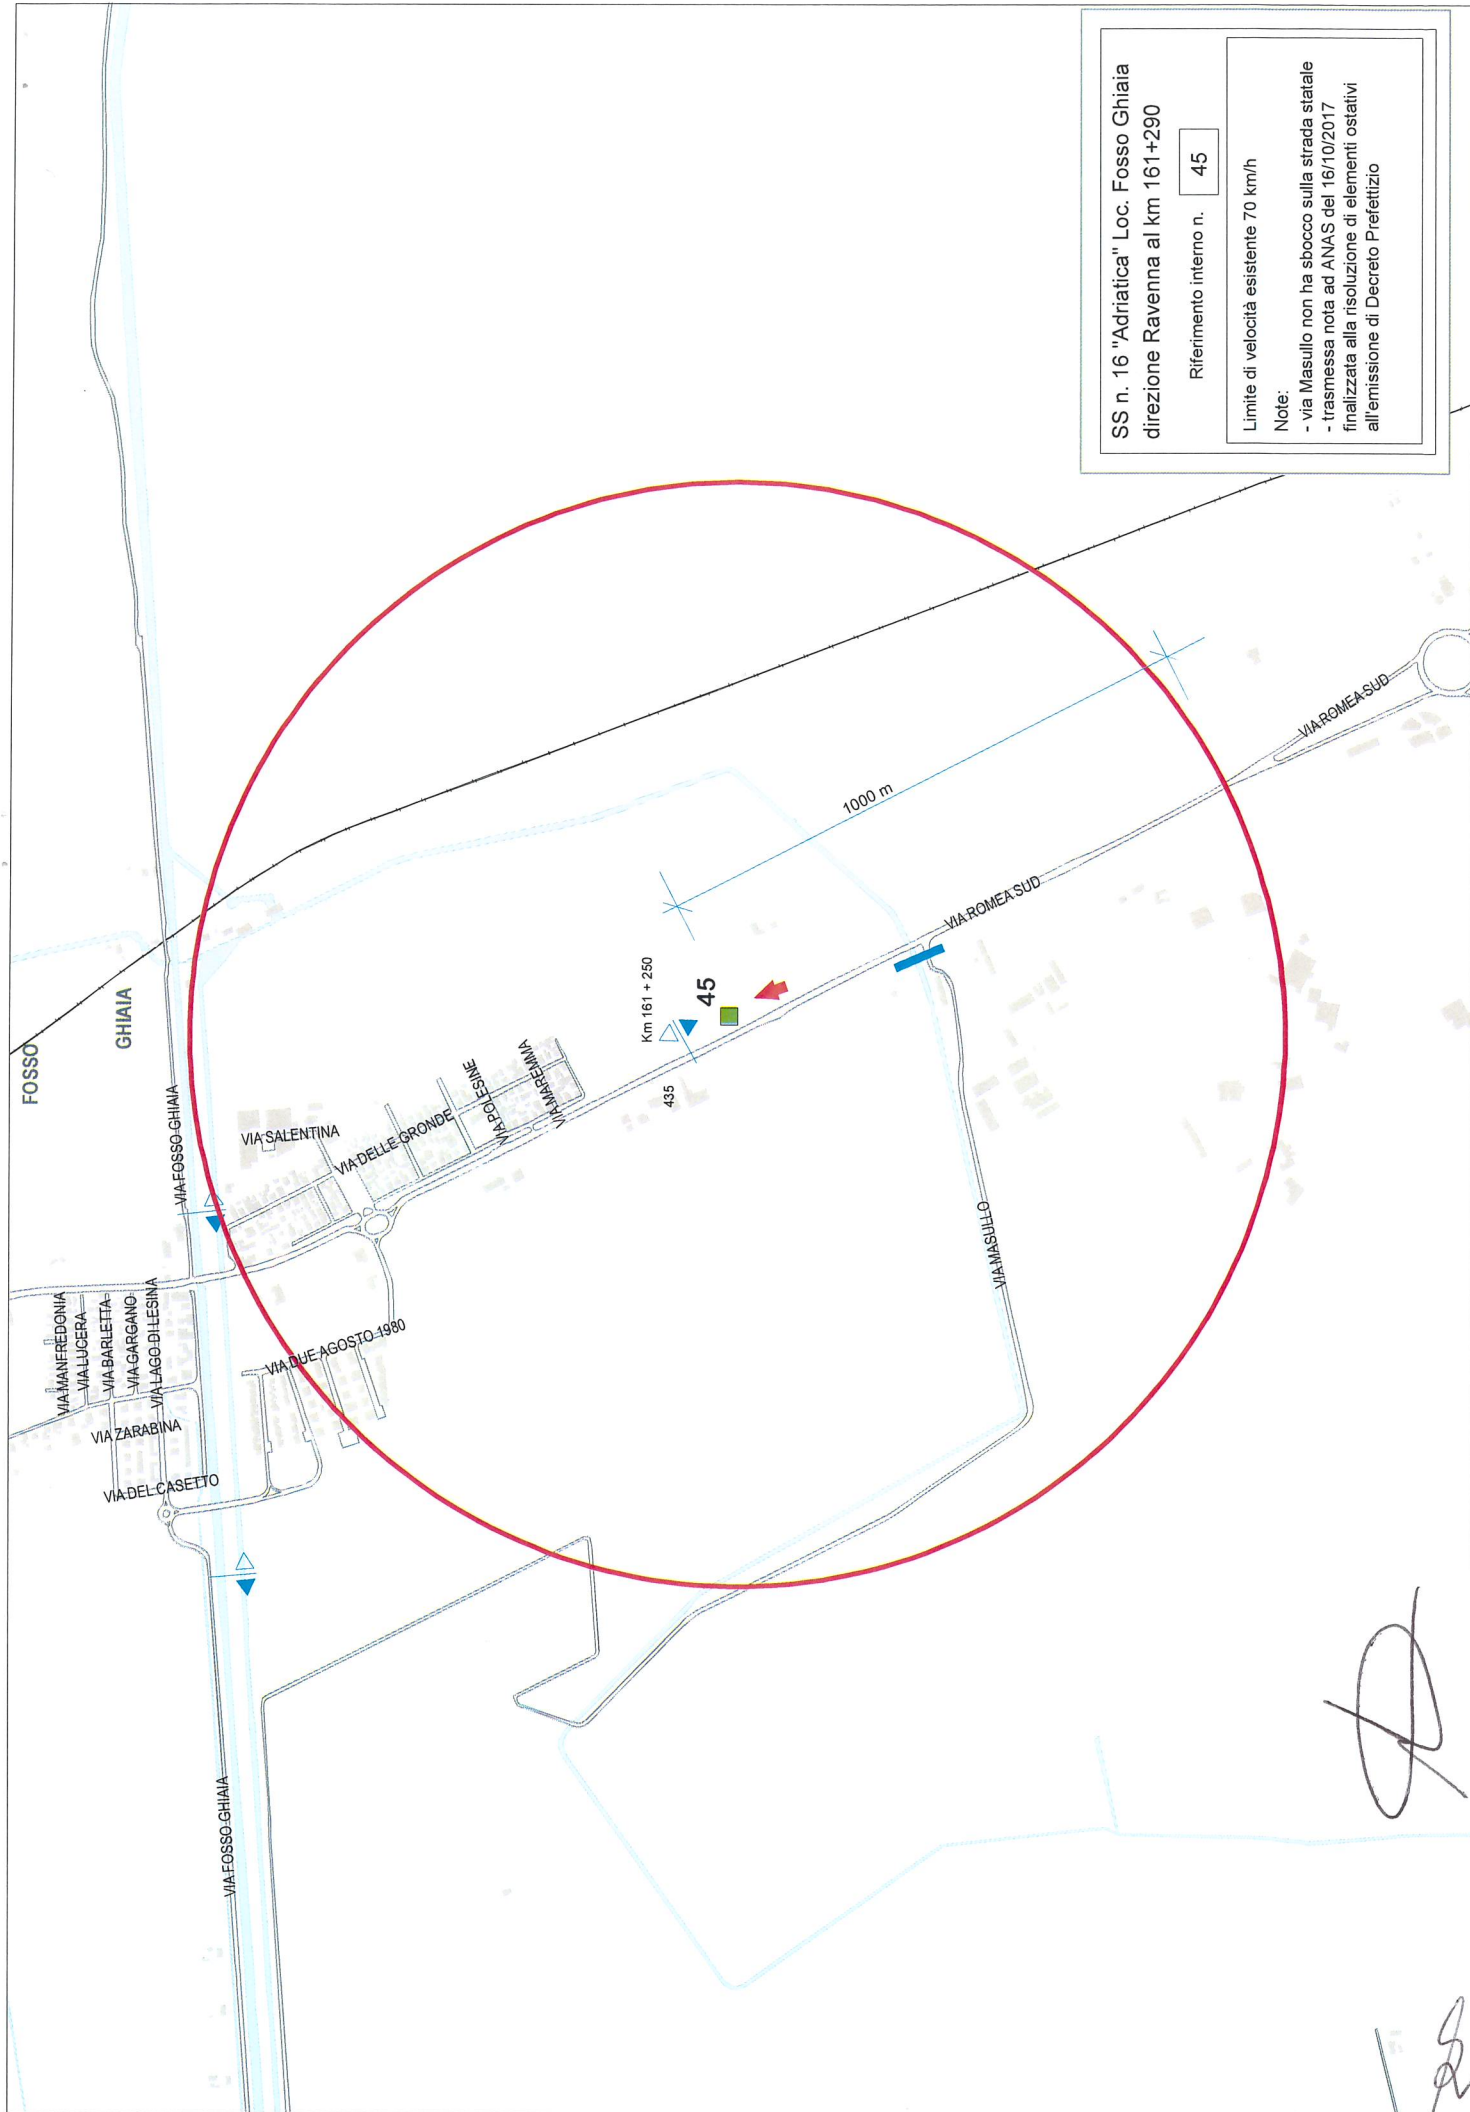 SS n. 16 "Adriatica" Loc. Fosso Ghiaia
direzione Ravenna al km 161+290
Riferimento interno n. 45
Limite di velocità esistente 70 km/h
Note:
- via Masullo non ha sbocco sulla strada statale
- trasmessa nota ad ANAS del 16/10/2017
finalizzata alla risoluzione di elementi ostativi
all'emissione di Decreto Prefettizio
FOSSO
GHIAIA
VIA FOSSO GHIAIA
VIA SALENTINA
VIA DELLE GRONDE
VIA POLESINE
VIA MAREMMA
VIA MANFREDONIA
VIA LUCERA
VIA BARLETTA
VIA GARGANO
VIA LAGO DI LESINA
VIA ZARABINA
VIA DEL CASETTO
VIA DUE AGOSTO 1980
VIA FOSSO GHIAIA
Km 161 + 250
45
435
1000 m
VIA ROMEA SUD
VIA ROMEA SUD
VIA MASULLO